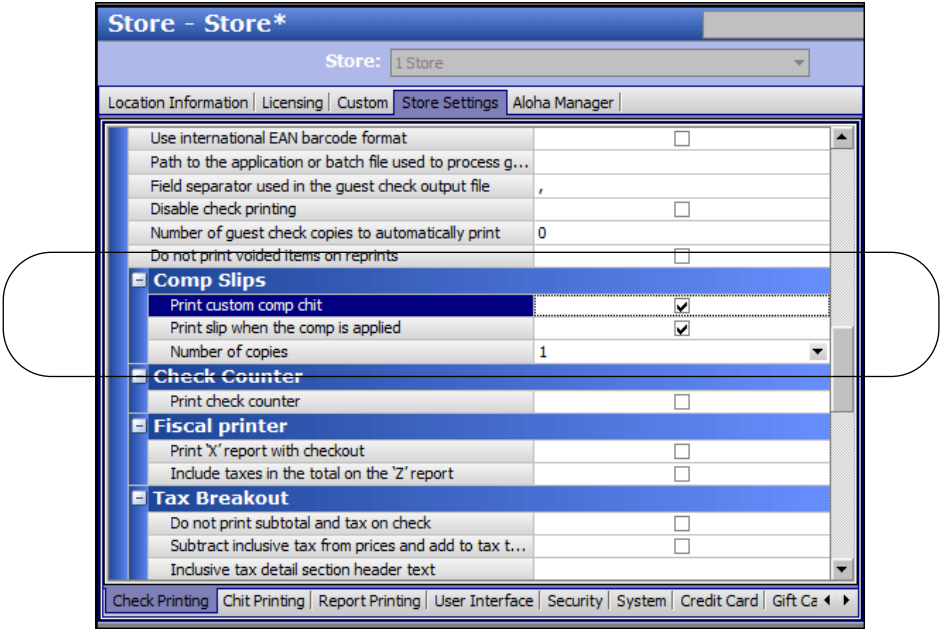 Store - Store*
Store: 1 Store
Location Information Licensing Custom Store Settings Aloha Manager
Use international EAN barcode format
Path to the application or batch file used to process g...
Field separator used in the guest check output file ,
Disable check printing
Number of guest check copies to automatically print 0
Do not print voided items on reprints
Comp Slips
Print custom comp chit
Print slip when the comp is applied
Number of copies 1
Check Counter
Print check counter
Fiscal printer
Print 'X' report with checkout
Include taxes in the total on the 'Z' report
Tax Breakout
Do not print subtotal and tax on check
Subtract inclusive tax from prices and add to tax t...
Inclusive tax detail section header text
Check Printing Chit Printing Report Printing User Interface Security System Credit Card Gift Ca